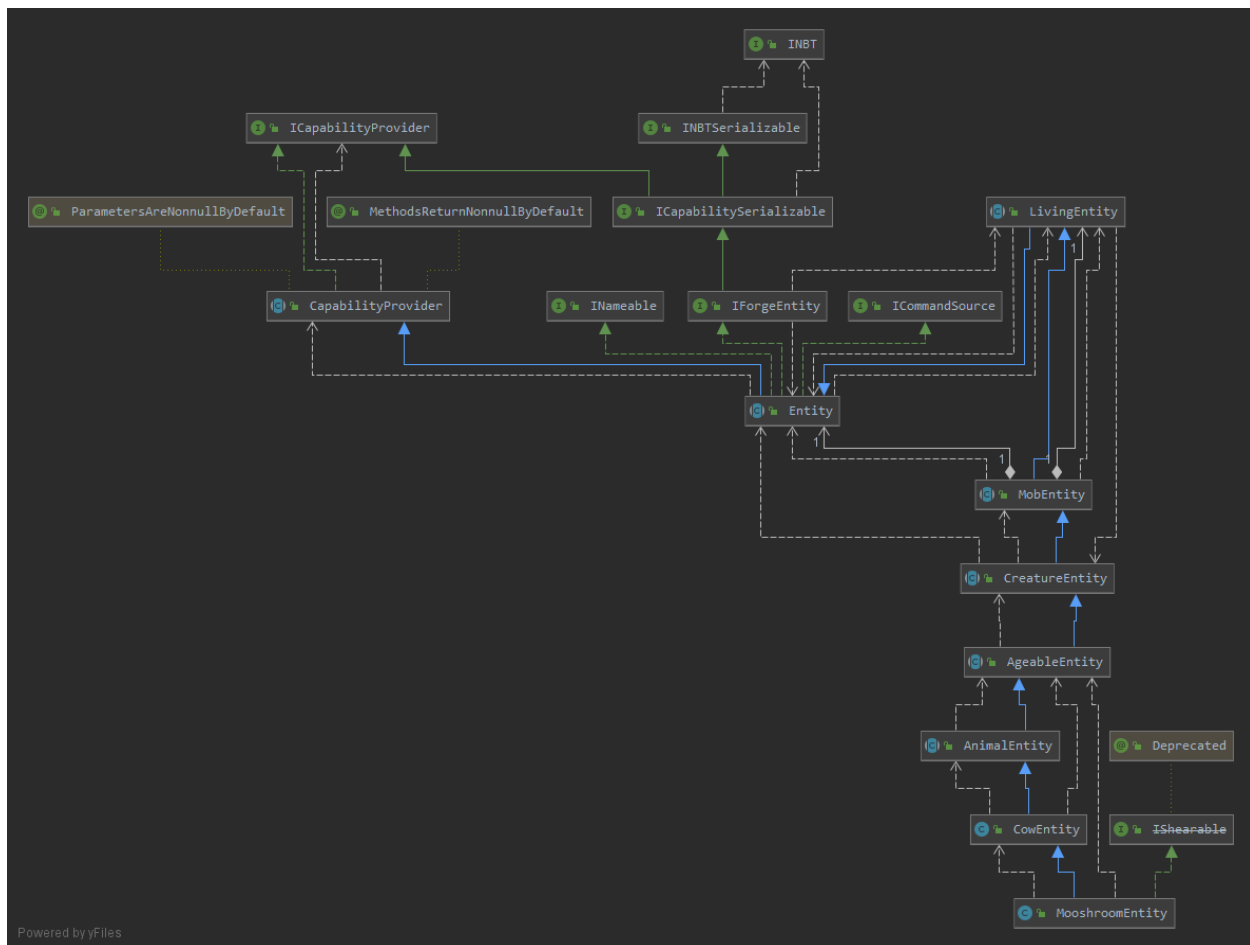 INBT
ICapabilityProvider
INBTSerializable
ParametersAreNonnullByDefault
MethodsReturnNonnullByDefault
ICapabilitySerializable
LivingEntity
1
CapabilityProvider
INameable
IForgeEntity
ICommandSource
Entity
1
1
1
MobEntity
CreatureEntity
AgeableEntity
AnimalEntity
Deprecated
CowEntity
IShearable
MooshroomEntity
Powered by yFiles